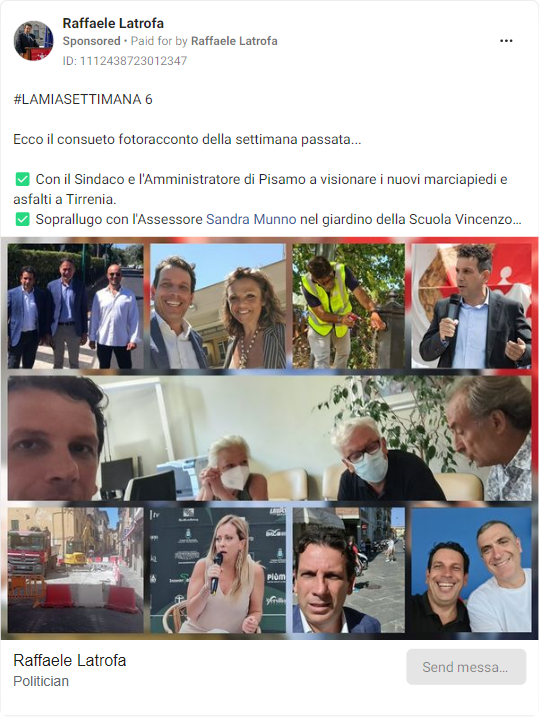 Raffaele Latrofa
Sponsored • Paid for by Raffaele Latrofa
ID: 1112438723012347
#LAMIASETTIMANA 6
Ecco il consueto fotoracconto della settimana passata...
✅ Con il Sindaco e l'Amministratore di Pisamo a visionare i nuovi marciapiedi e
asfalti a Tirrenia.
✅ Soprallugo con l'Assessore Sandra Munno nel giardino della Scuola Vincenzo...
Raffaele Latrofa
Politician
Send messa...